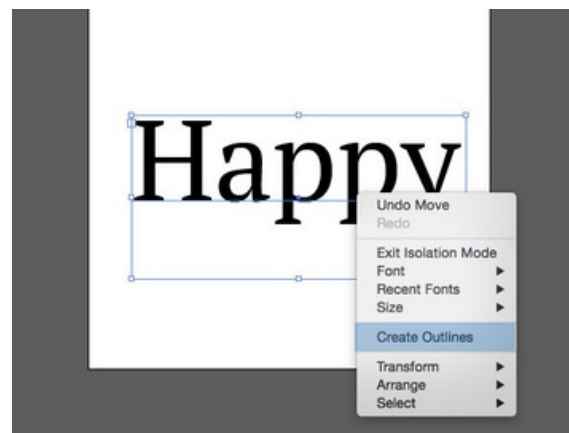 Happy
Undo Move
Redo
Exit Isolation Mode
Font
Recent Fonts
Size
Create Outlines
Transform
Arrange
Select